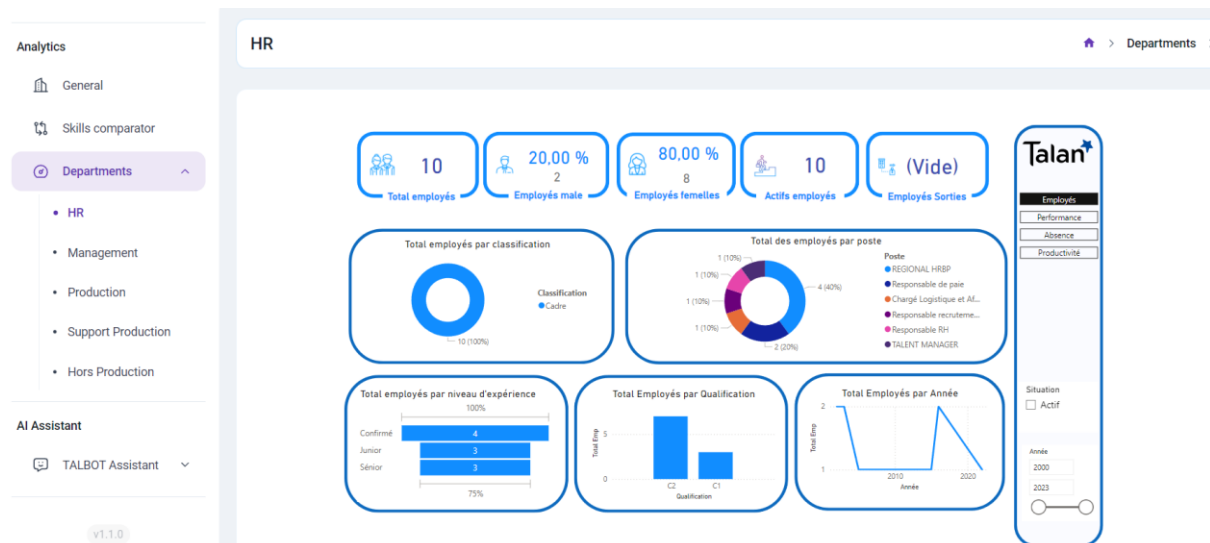 Analytics
General
Skills comparator
Departments
HR
Management
Production
Support Production
Hors Production
AI Assistant
TALBOT Assistant
v1.1.0
HR
Departments
10
Total employés
20,00 %
2
Employés male
80,00 %
8
Employés femelles
10
Actifs employés
(Vide)
Employés Sorties
Total employés par classification
Classification
Cadre
10 (100%)
Total des employés par poste
1 (10%)
1 (10%)
1 (10%)
1 (10%)
4 (40%)
2 (20%)
Poste
REGIONAL HRBP
Responsable de paie
Chargé Logistique et Af...
Responsable recruteme...
Responsable RH
TALENT MANAGER
Total employés par niveau d'expérience
100%
Confirmé 4
Junior 3
Sénior 3
75%
Total Employés par Qualification
Total Emp
5
0
C2 C1
Qualification
Total Employés par Année
Total Emp
2
1
2010 2020
Année
Talan
Employés
Performance
Absence
Productivité
Situation
Actif
Année
2000
2023